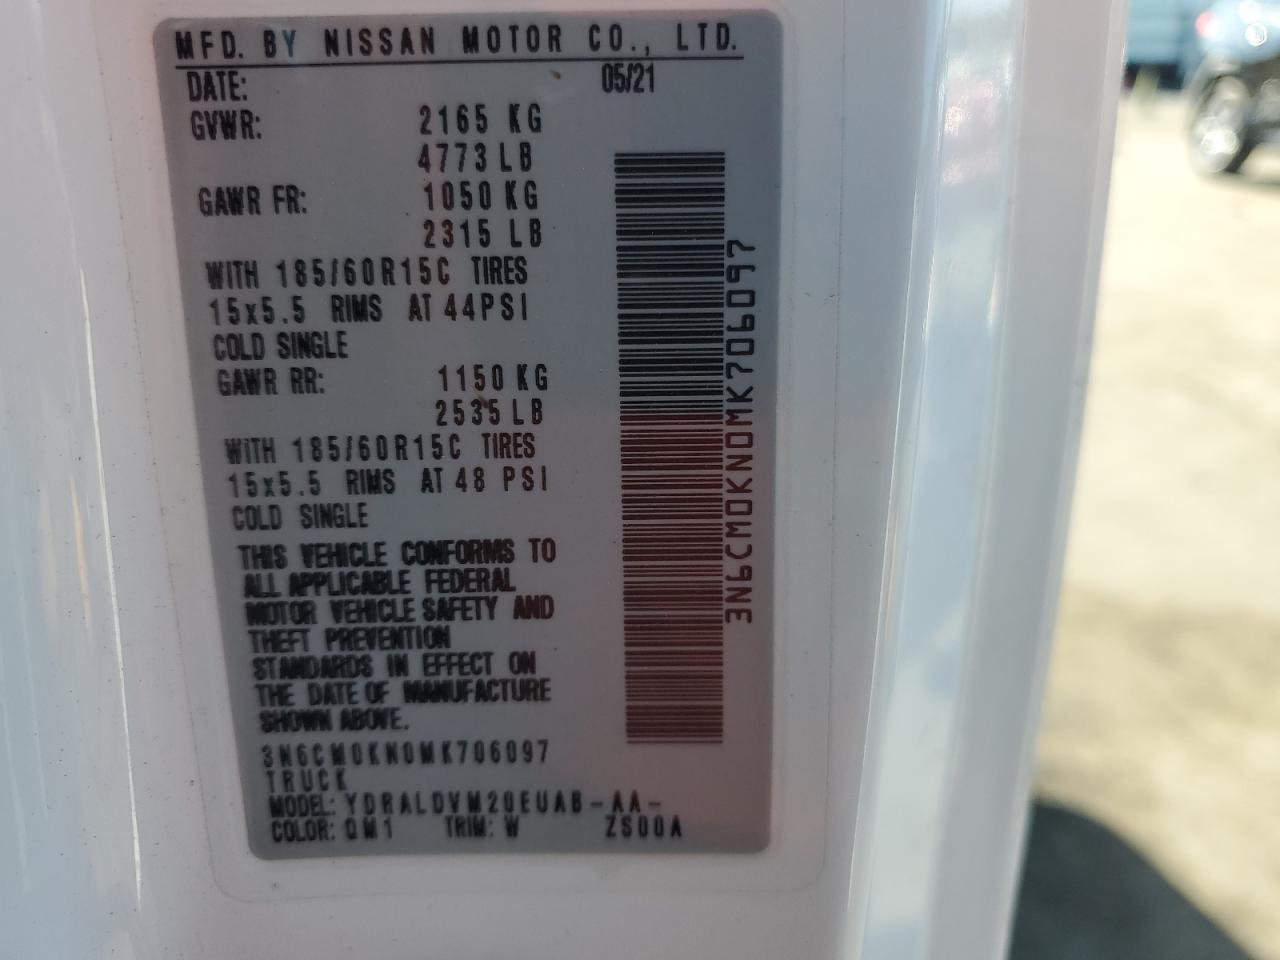 MFD. BY NISSAN MOTOR CO., LTD.
DATE: 05/21
GVWR: 2165 KG
4773 LB
GAWR FR: 1050 KG
2315 LB
WITH 185/60R15C TIRES
15x5.5 RIMS AT 44PSI
COLD SINGLE
GAWR RR: 1150 KG
2535 LB
WITH 185/60R15C TIRES
15x5.5 RIMS AT 48 PSI
COLD SINGLE
THIS VEHICLE CONFORMS TO
ALL APPLICABLE FEDERAL
MOTOR VEHICLE SAFETY AND
THEFT PREVENTION
STANDARDS IN EFFECT ON
THE DATE OF MANUFACTURE
SHOWN ABOVE.
3N6CM0KN0MK706097
TRUCK
MODEL: YDRALDVM20EUAB-AA-
COLOR: QM1 TRIM: W ZS00A
3N6CM0KN0MK706097